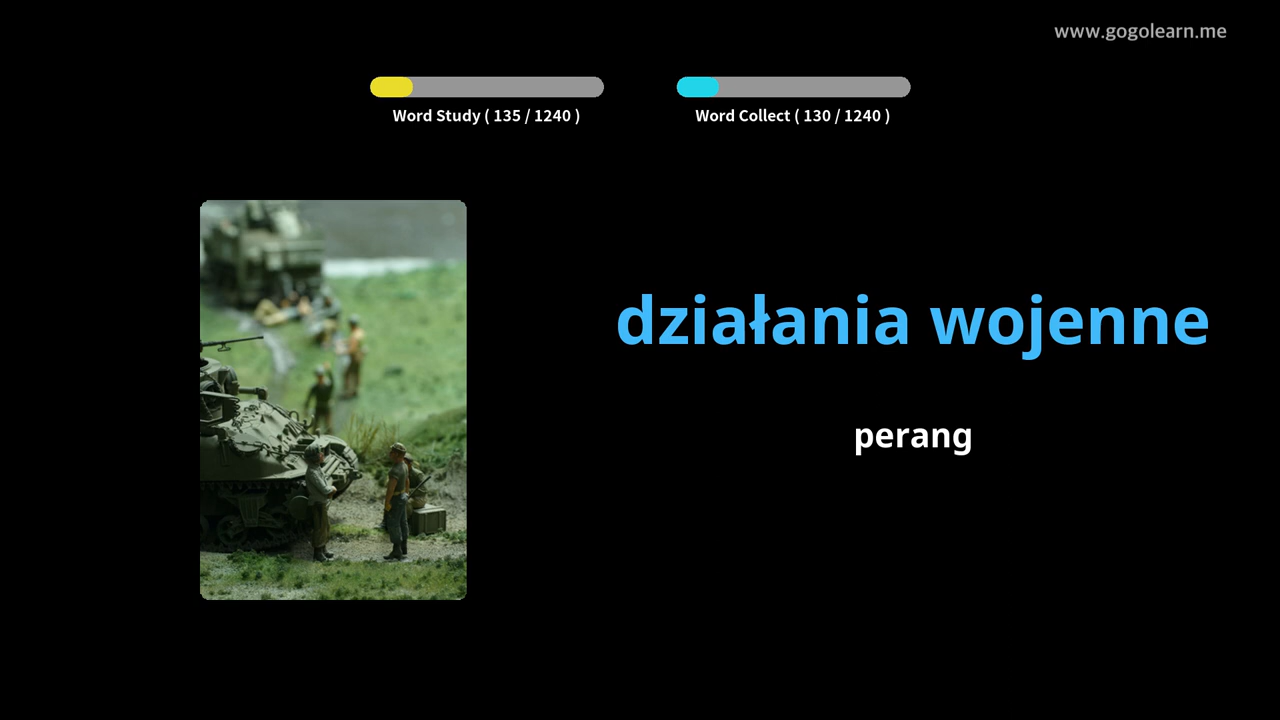 www.gogolearn.me
Word Study ( 135 / 1240 )
Word Collect ( 130 / 1240 )
działania wojenne
perang